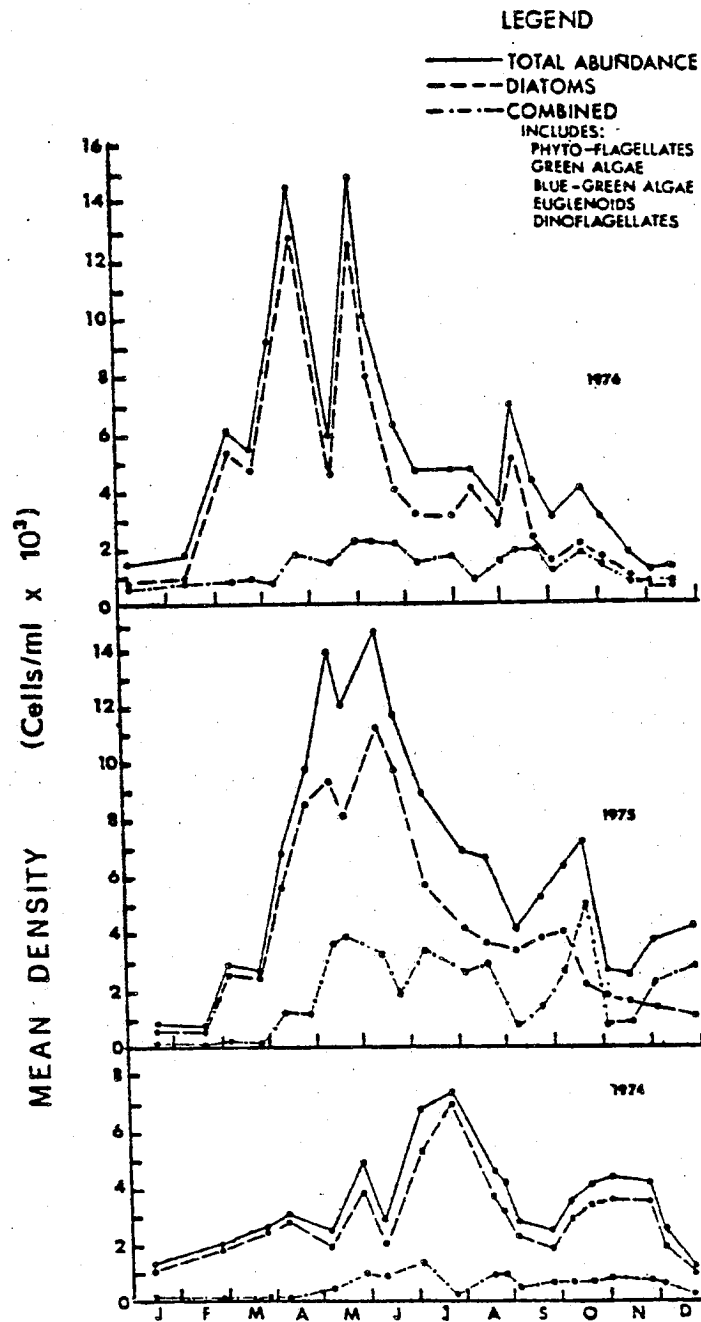 LEGEND
TOTAL ABUNDANCE
DIATOMS
COMBINED
INCLUDES:
PHYTO-FLAGELLATES
GREEN ALGAE
BLUE-GREEN ALGAE
EUGLENOIDS
DINOFLAGELLATES
MEAN DENSITY (Cells/ml x 10³)
16
14
12
10
8
6
4
2
0
1976
14
12
10
8
6
4
2
0
1975
8
6
4
2
0
1974
J F M A M J J A S O N D